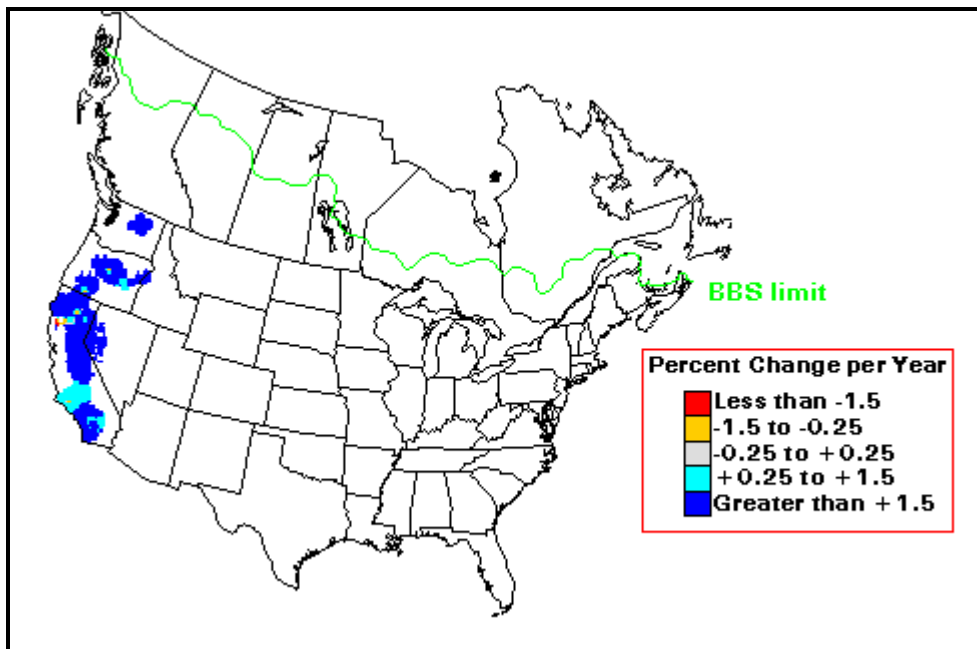 BBS limit
Percent Change per Year
Less than -1.5
-1.5 to -0.25
-0.25 to +0.25
+0.25 to +1.5
Greater than +1.5